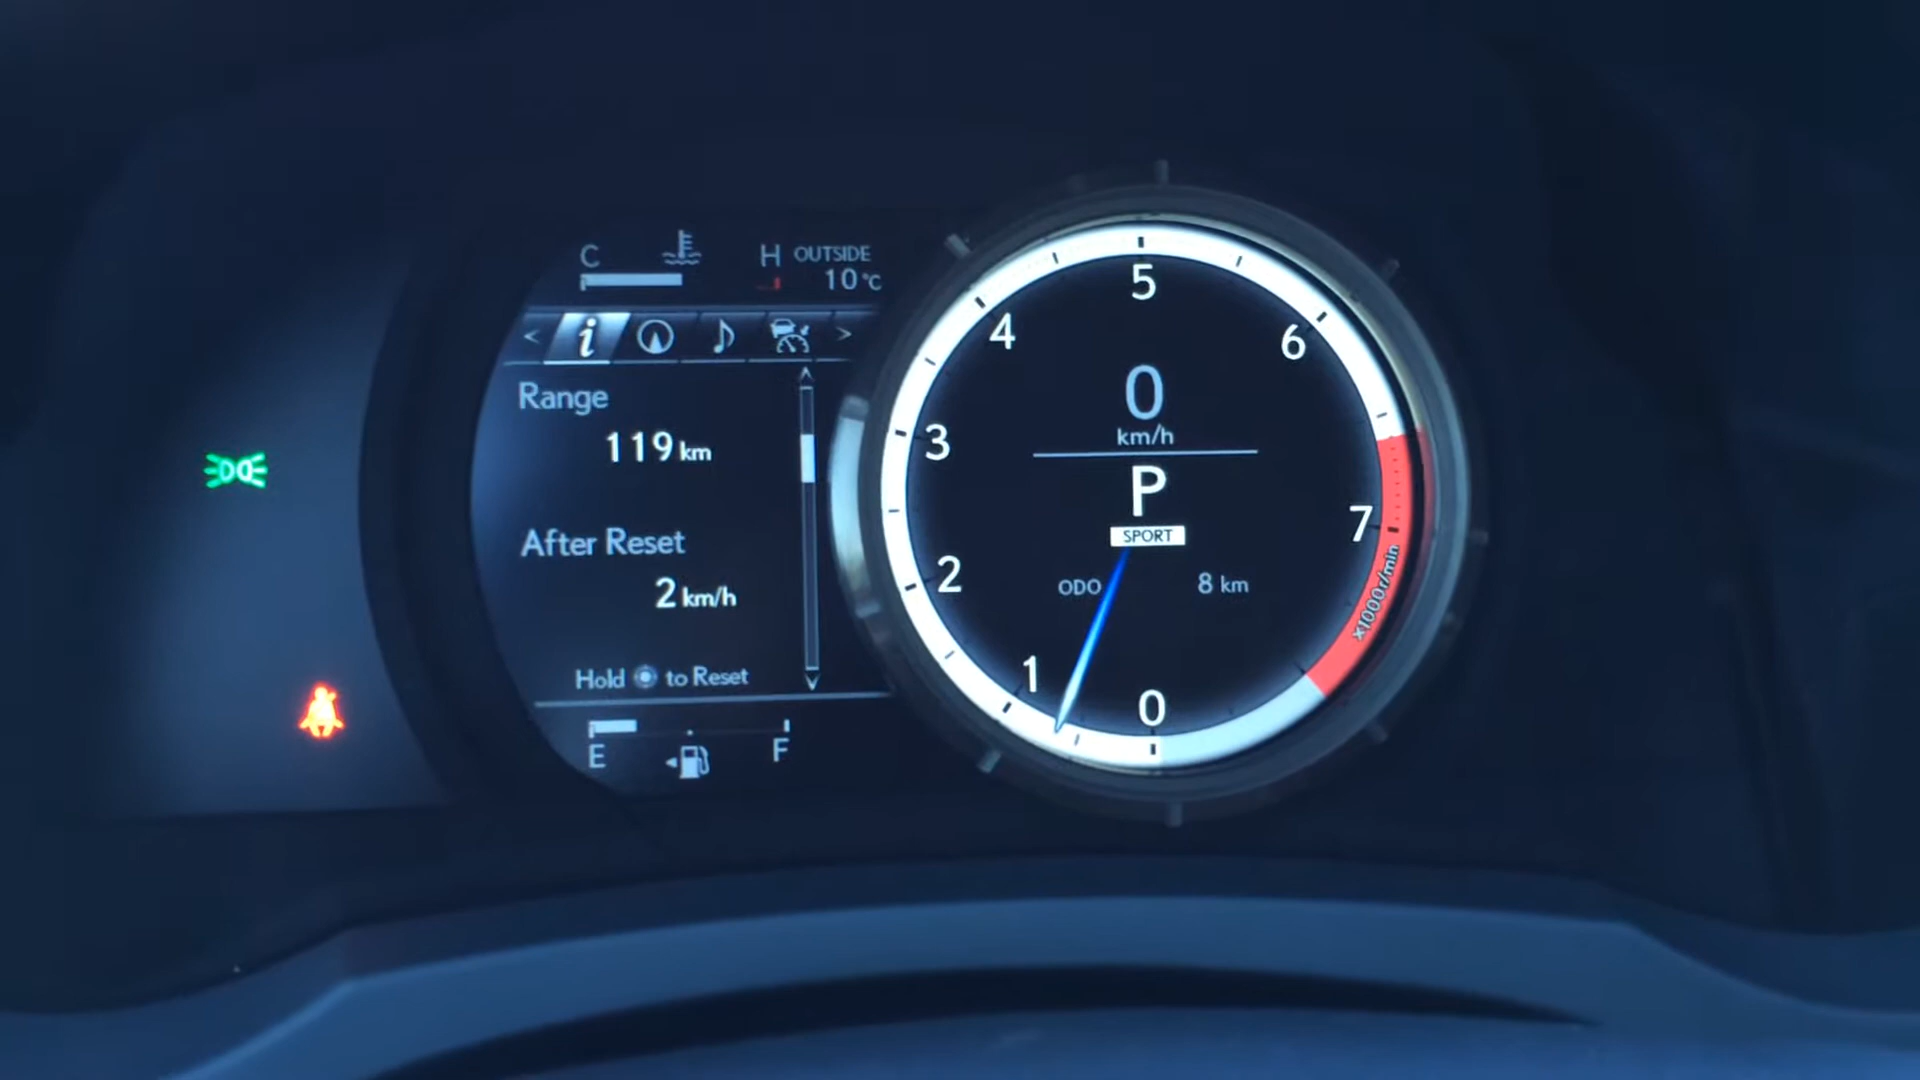 C H OUTSIDE
10°C
< i >
Range
119 km
After Reset
2 km/h
Hold to Reset
E F
5
4 6
3
2 7
1 0
0
km/h
P
SPORT
ODO 8 km
x1000r/min